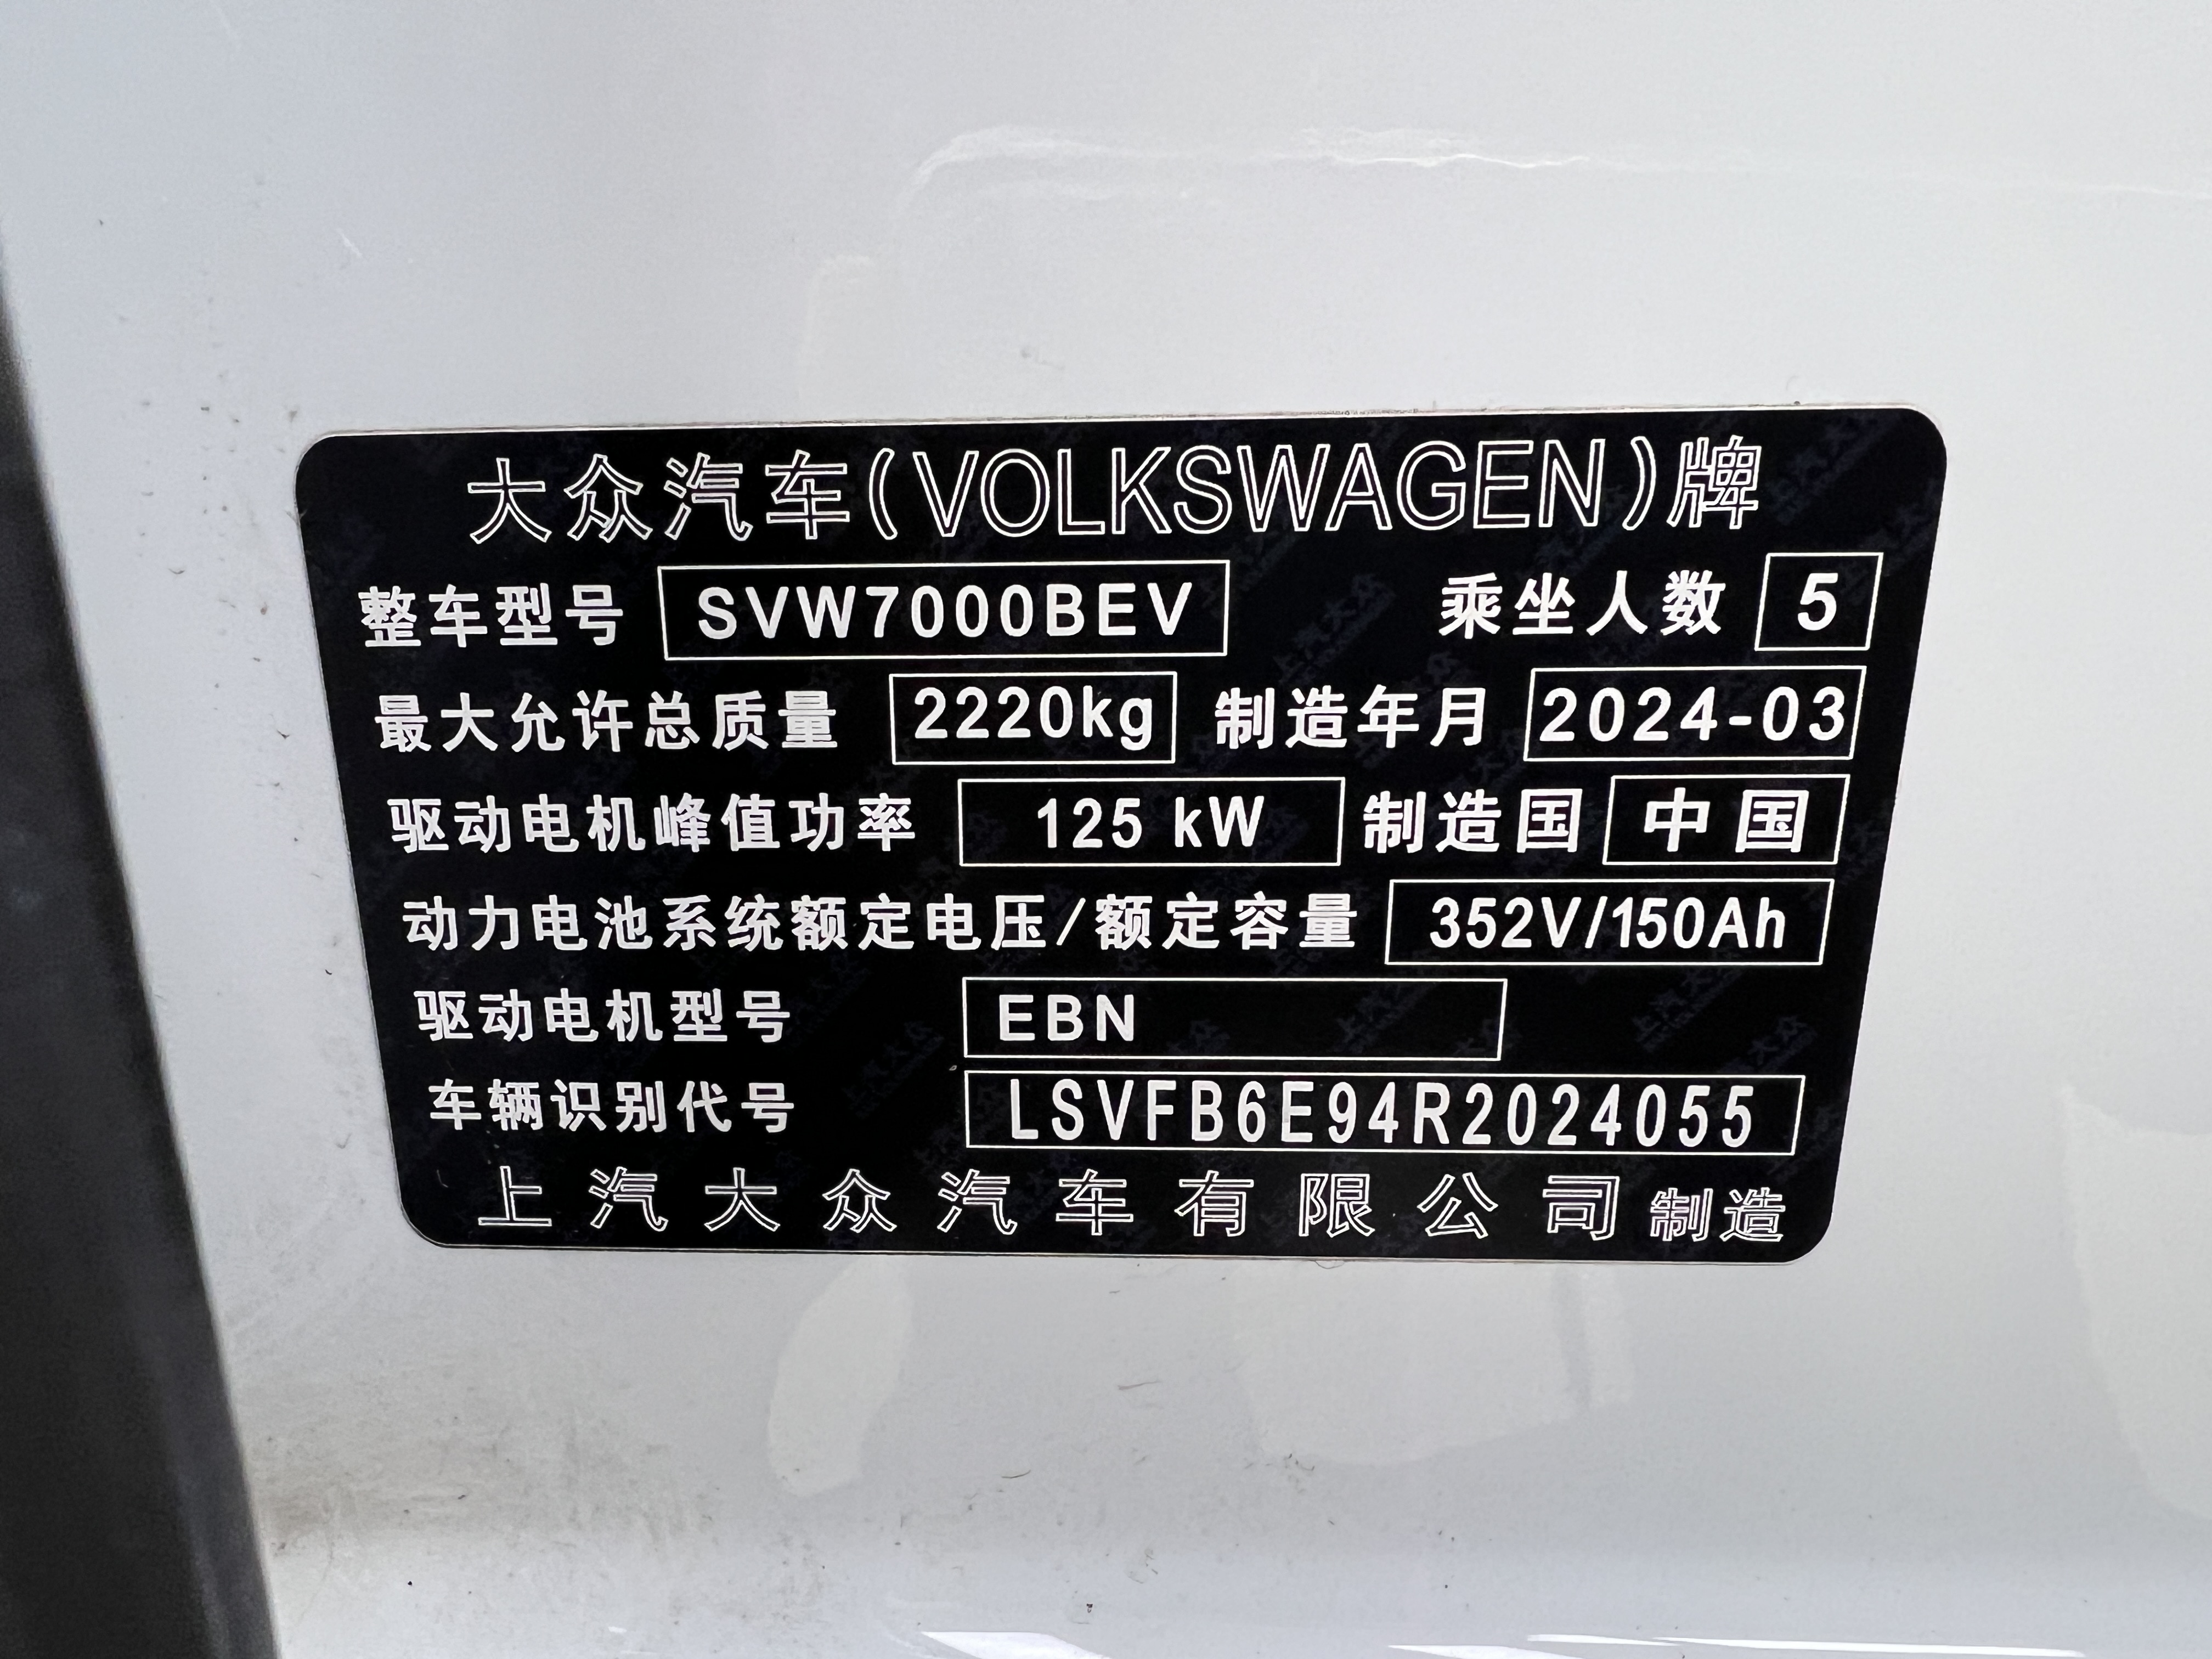 大众汽车(VOLKSWAGEN)牌
整车型号 SVW7000BEV 乘坐人数 5
最大允许总质量 2220kg 制造年月 2024-03
驱动电机峰值功率 125 kW 制造国 中国
动力电池系统额定电压/额定容量 352V/150Ah
驱动电机型号 EBN
车辆识别代号 LSVFB6E94R2024055
上汽大众汽车有限公司制造